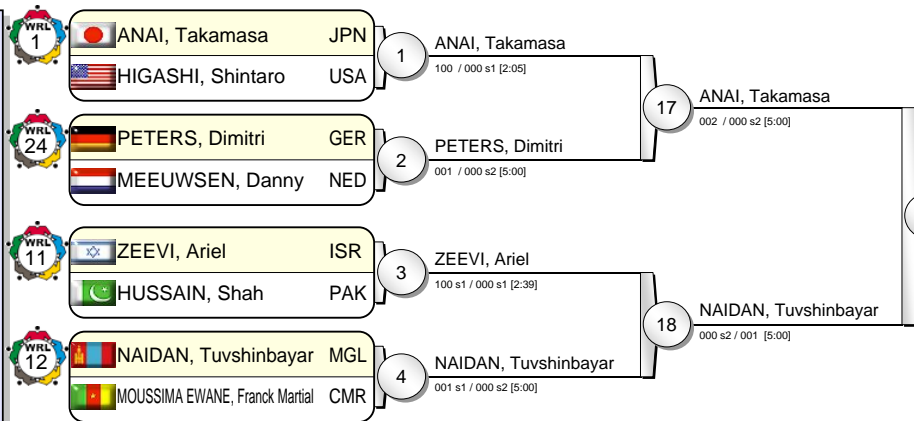 WRL
1
ANAI, Takamasa JPN
HIGASHI, Shintaro USA
1
ANAI, Takamasa
100 / 000 s1 [2:05]
WRL
24
PETERS, Dimitri GER
MEEUWSEN, Danny NED
2
PETERS, Dimitri
001 / 000 s2 [5:00]
17
ANAI, Takamasa
002 / 000 s2 [5:00]
WRL
11
ZEEVI, Ariel ISR
HUSSAIN, Shah PAK
3
ZEEVI, Ariel
100 s1 / 000 s1 [2:39]
WRL
12
NAIDAN, Tuvshinbayar MGL
MOUSSIMA EWANE, Franck Martial CMR
4
NAIDAN, Tuvshinbayar
001 s1 / 000 s2 [5:00]
18
NAIDAN, Tuvshinbayar
000 s2 / 001 [5:00]